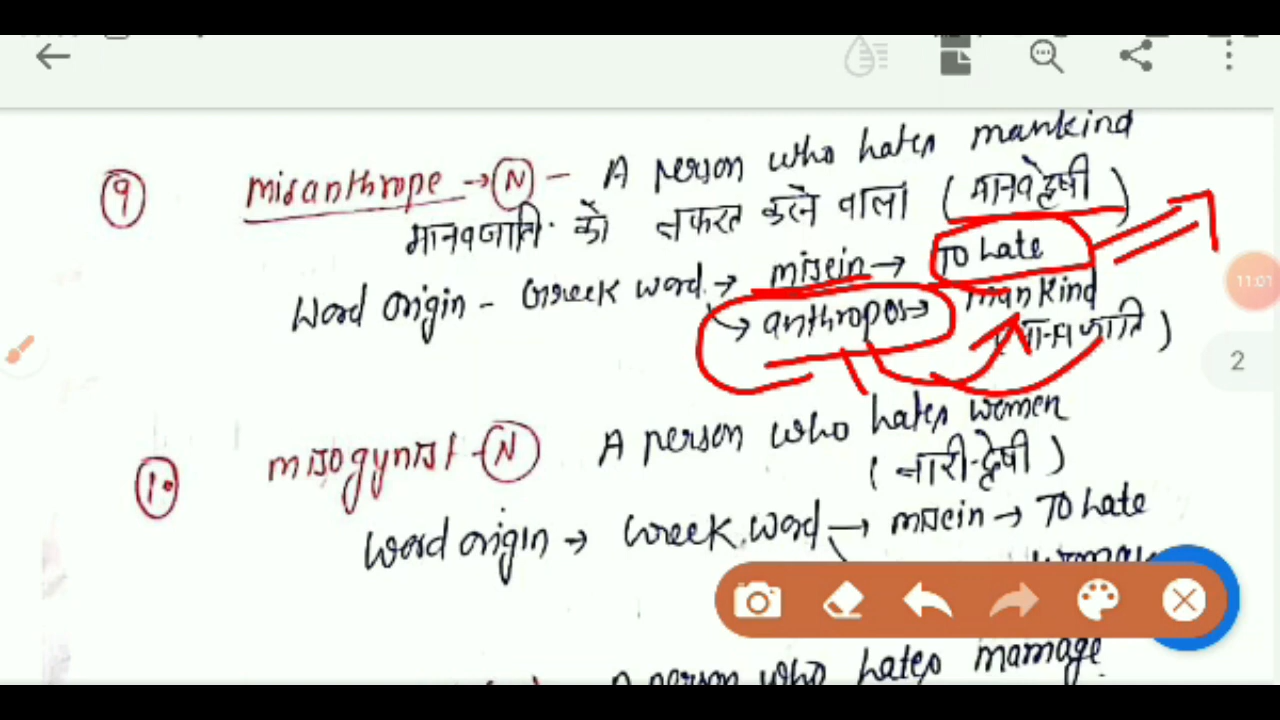 9 misanthrope → N – A person who hates mankind
मानवजाति को नफरत करने वाला (मानवद्वेषी)
Word origin – Greek word → misein → To hate
→ anthropos → mankind
(मानवजाति)
10 misogynist – N A person who hates women
(नारी-द्वेषी)
Word origin → Greek word → misein → To hate
A person who hates marriage.
11:01
2